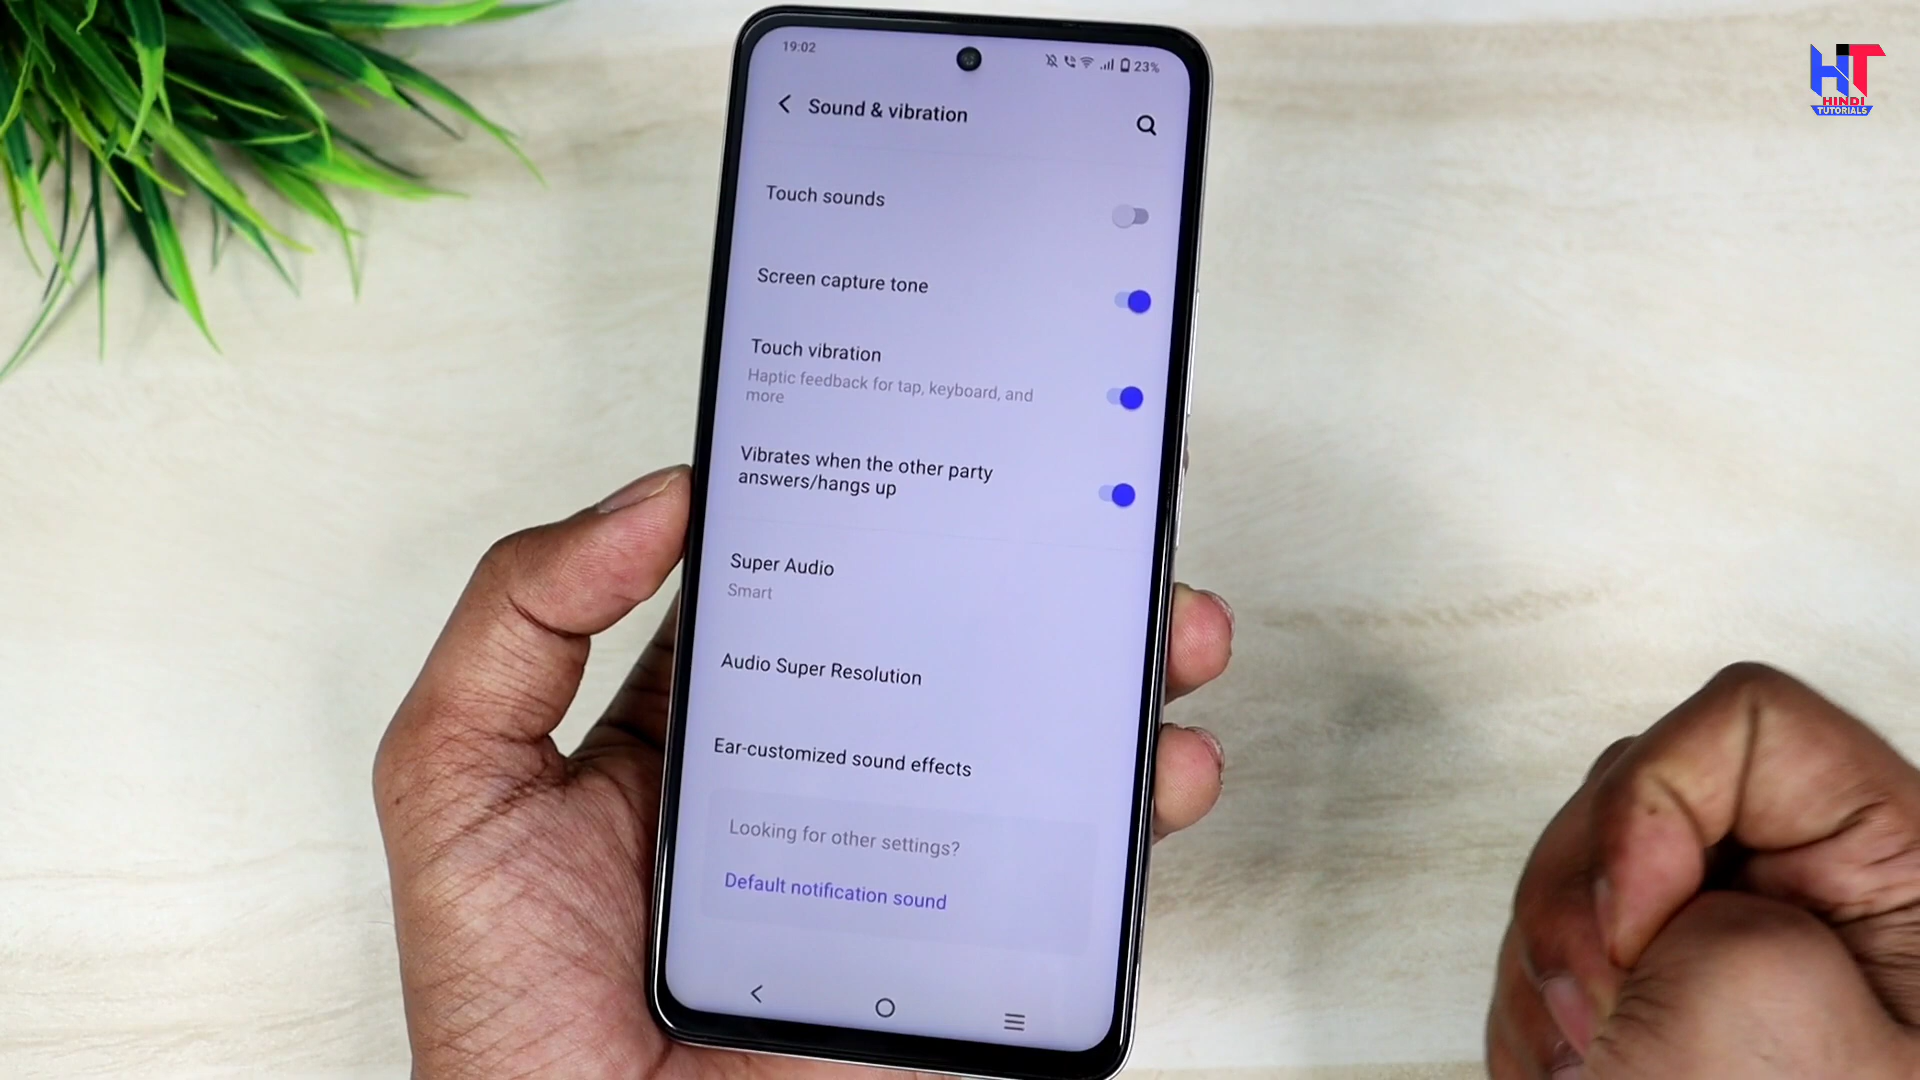 19:02
23%
HT
HINDI
TUTORIALS
Sound & vibration
Touch sounds
Screen capture tone
Touch vibration
Haptic feedback for tap, keyboard, and
more
Vibrates when the other party
answers/hangs up
Super Audio
Smart
Audio Super Resolution
Ear-customized sound effects
Looking for other settings?
Default notification sound